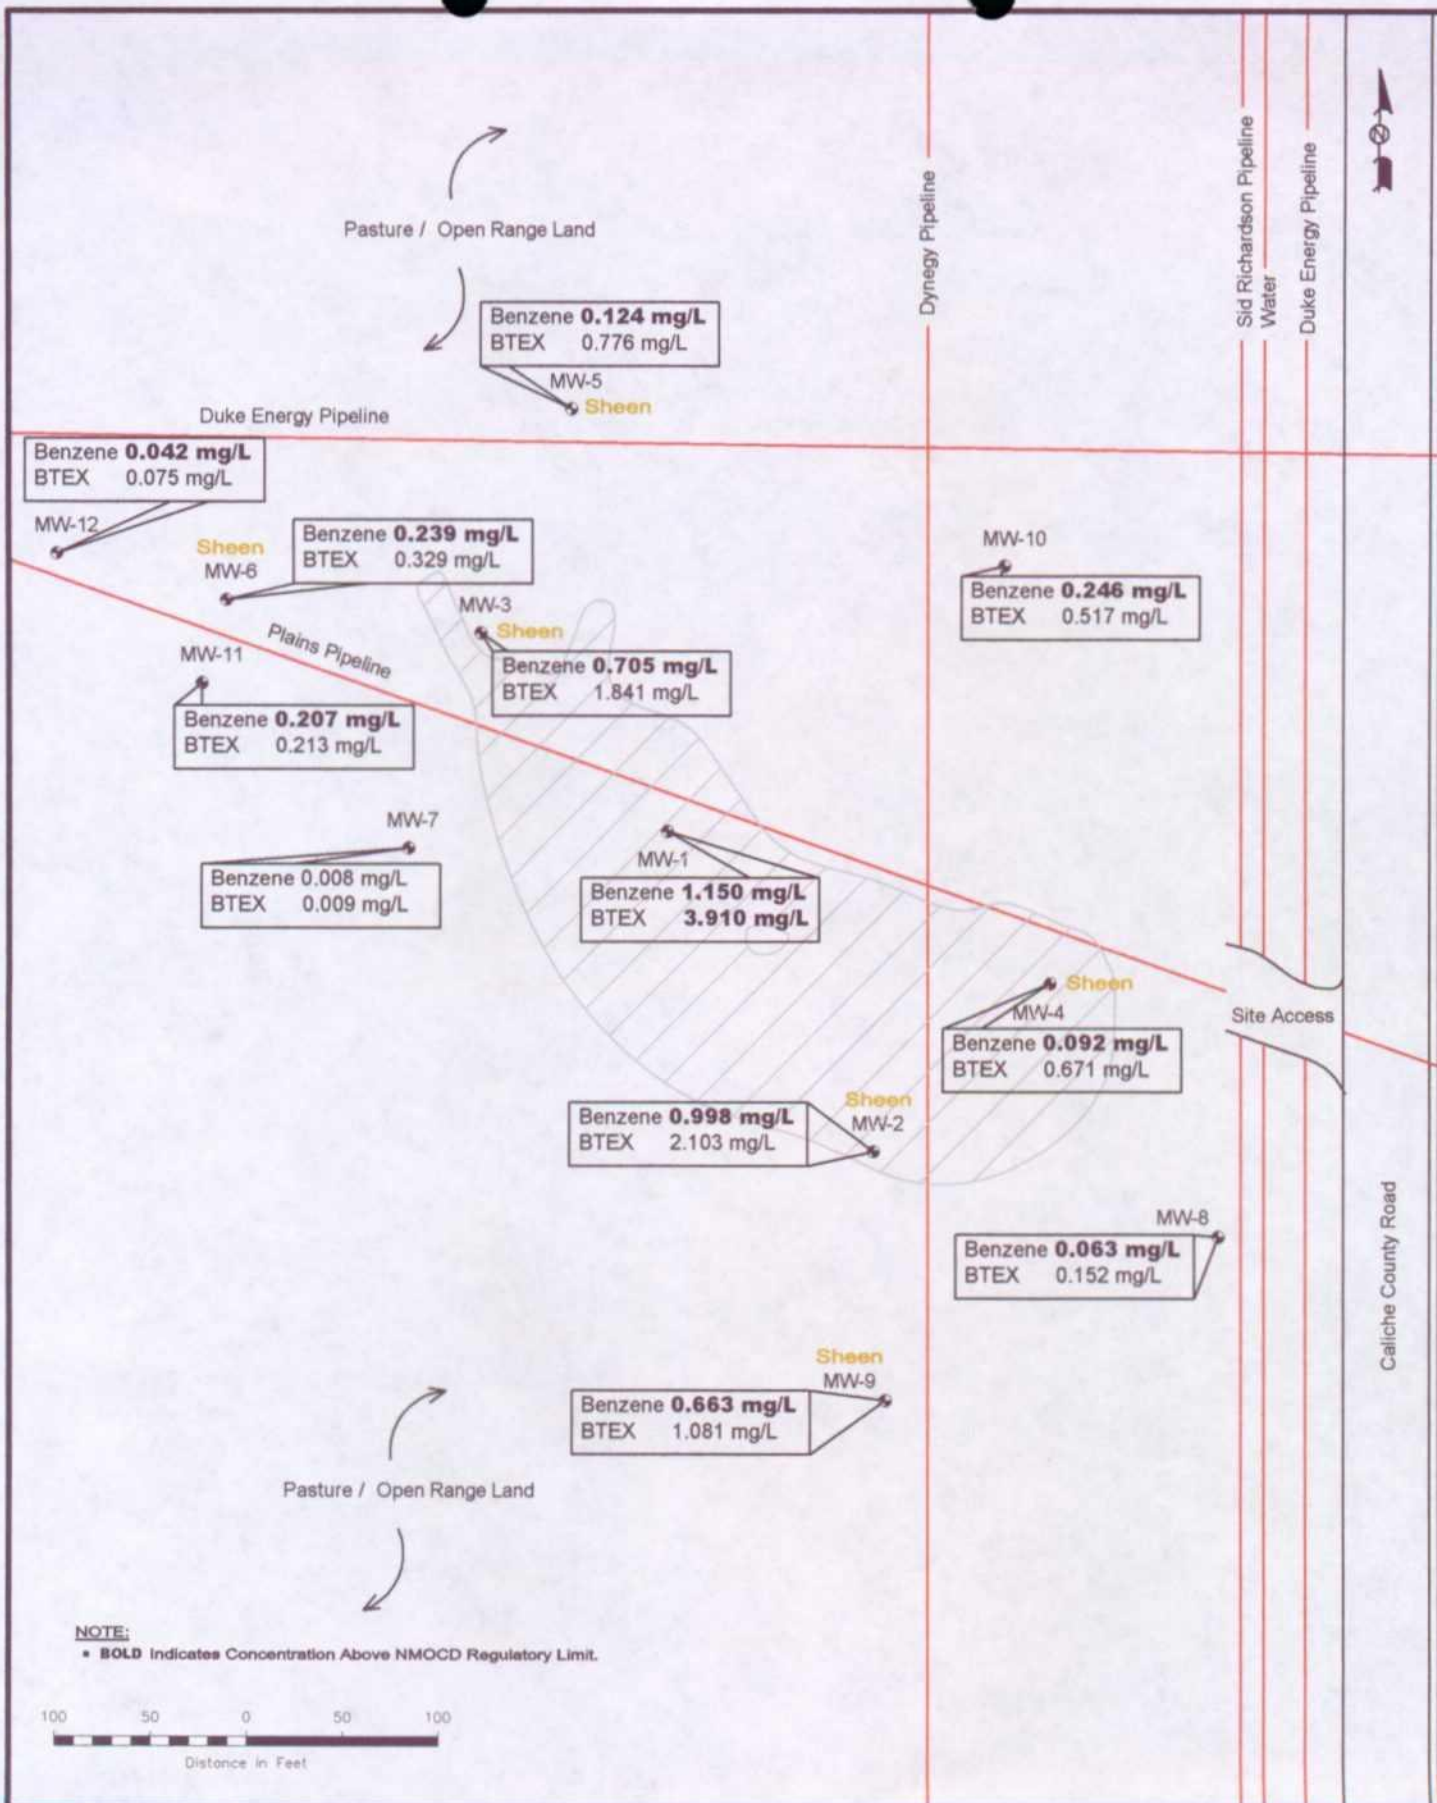 Pasture / Open Range Land
Dynegy Pipeline
Sid Richardson Pipeline
Water
Duke Energy Pipeline
Benzene 0.124 mg/L
BTEX 0.776 mg/L
MW-5
Sheen
Duke Energy Pipeline
Benzene 0.042 mg/L
BTEX 0.075 mg/L
MW-12
Sheen
MW-6
Benzene 0.239 mg/L
BTEX 0.329 mg/L
MW-10
Benzene 0.246 mg/L
BTEX 0.517 mg/L
MW-3
Sheen
Benzene 0.705 mg/L
BTEX 1.841 mg/L
Plains Pipeline
MW-11
Benzene 0.207 mg/L
BTEX 0.213 mg/L
MW-7
Benzene 0.008 mg/L
BTEX 0.009 mg/L
MW-1
Benzene 1.150 mg/L
BTEX 3.910 mg/L
Sheen
MW-4
Benzene 0.092 mg/L
BTEX 0.671 mg/L
Site Access
Sheen
MW-2
Benzene 0.998 mg/L
BTEX 2.103 mg/L
MW-8
Benzene 0.063 mg/L
BTEX 0.152 mg/L
Caliche County Road
Sheen
MW-9
Benzene 0.663 mg/L
BTEX 1.081 mg/L
Pasture / Open Range Land
NOTE:
• BOLD Indicates Concentration Above NMOCD Regulatory Limit.
100 50 0 50 100
Distance in Feet